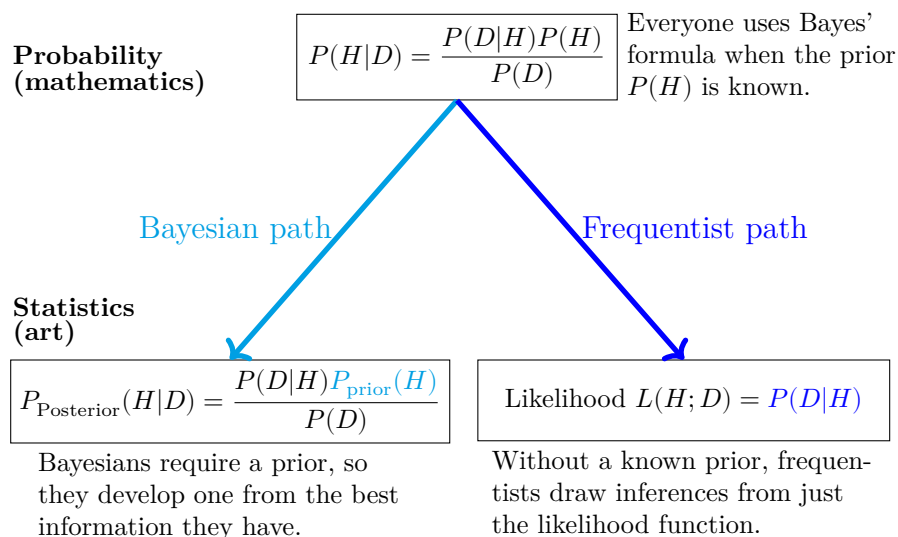 Probability
(mathematics)
P(H|D) = P(D|H)P(H) / P(D)
Everyone uses Bayes'
formula when the prior
P(H) is known.
Bayesian path
Frequentist path
Statistics
(art)
P_Posterior(H|D) = P(D|H)P_prior(H) / P(D)
Likelihood L(H; D) = P(D|H)
Bayesians require a prior, so
they develop one from the best
information they have.
Without a known prior, frequen-
tists draw inferences from just
the likelihood function.